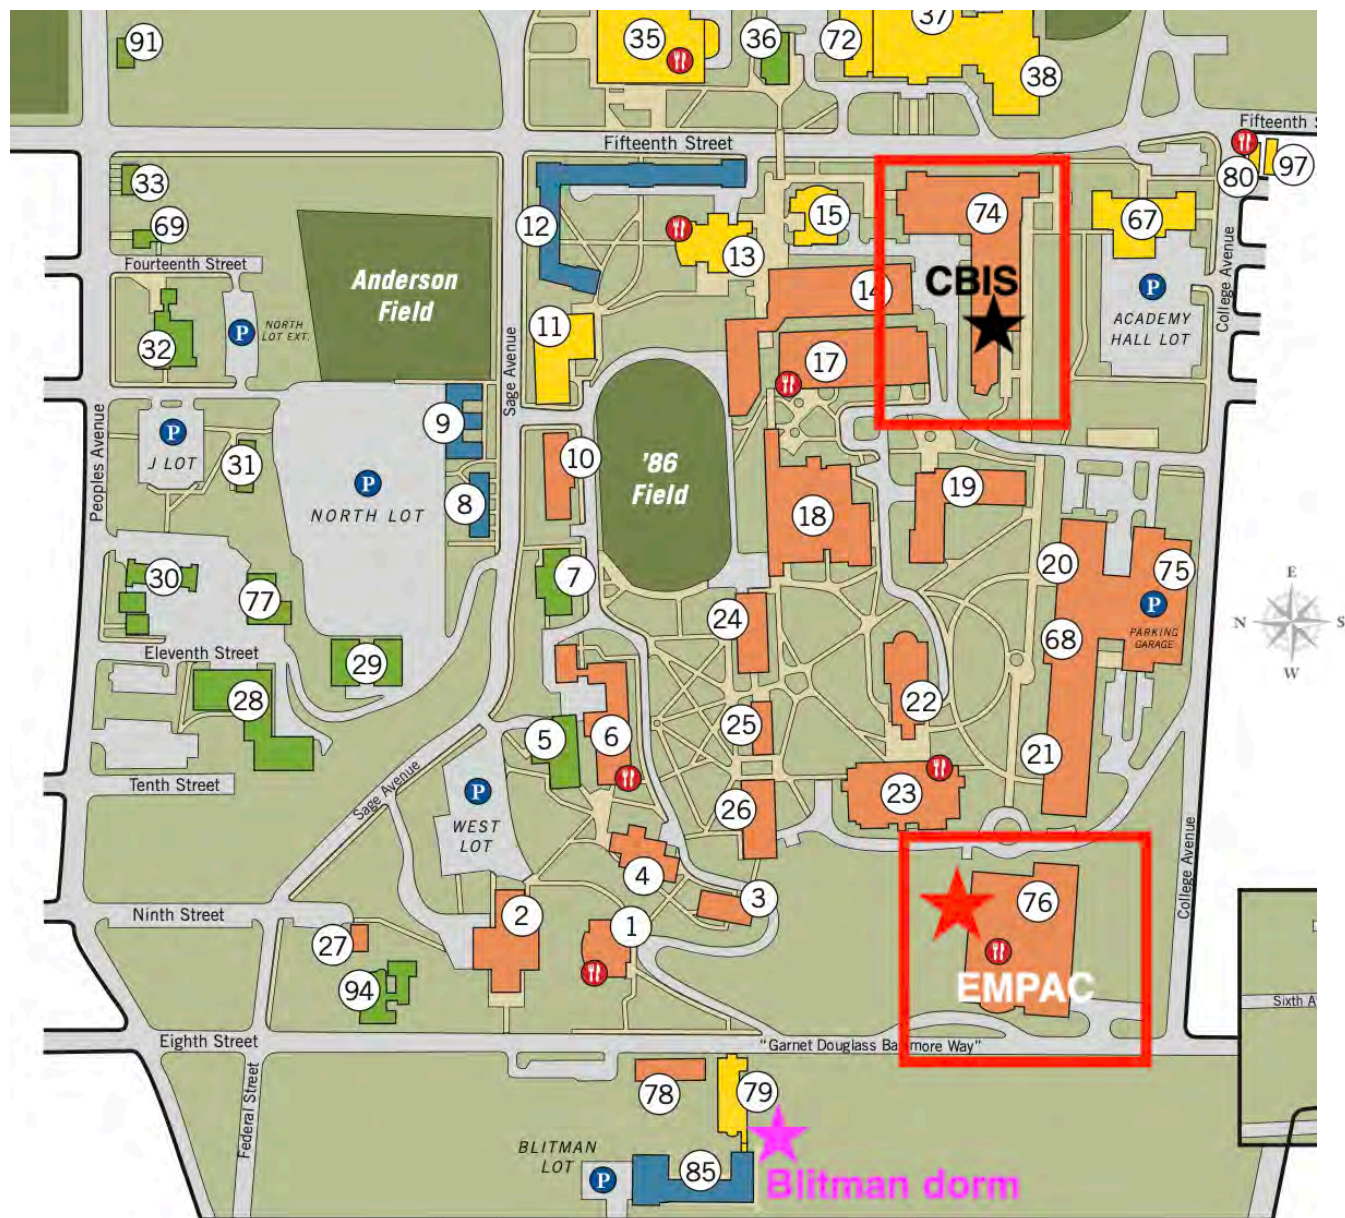 37
35
36
72
38
91
Fifteenth Street
Fifteenth S
80
97
33
69
12
15
74
67
13
Fourteenth Street
Anderson
Field
CBIS
14
P
NORTH
LOT EXT.
P
ACADEMY
HALL LOT
College Avenue
32
11
17
Sage Avenue
9
P
J LOT
Peoples Avenue
31
10
'86
Field
P
NORTH LOT
8
19
18
20
75
30
77
7
P
PARKING
GARAGE
E
N
S
W
24
68
Eleventh Street
29
28
22
25
5
6
21
Tenth Street
Sage Avenue
P
WEST
LOT
23
26
4
College Avenue
3
76
Ninth Street
2
1
27
94
EMPAC
Sixth A
Eighth Street
"Garnet Douglass Ba
more Way"
Federal Street
78
79
BLITMAN
LOT
P
85
Blitman dorm